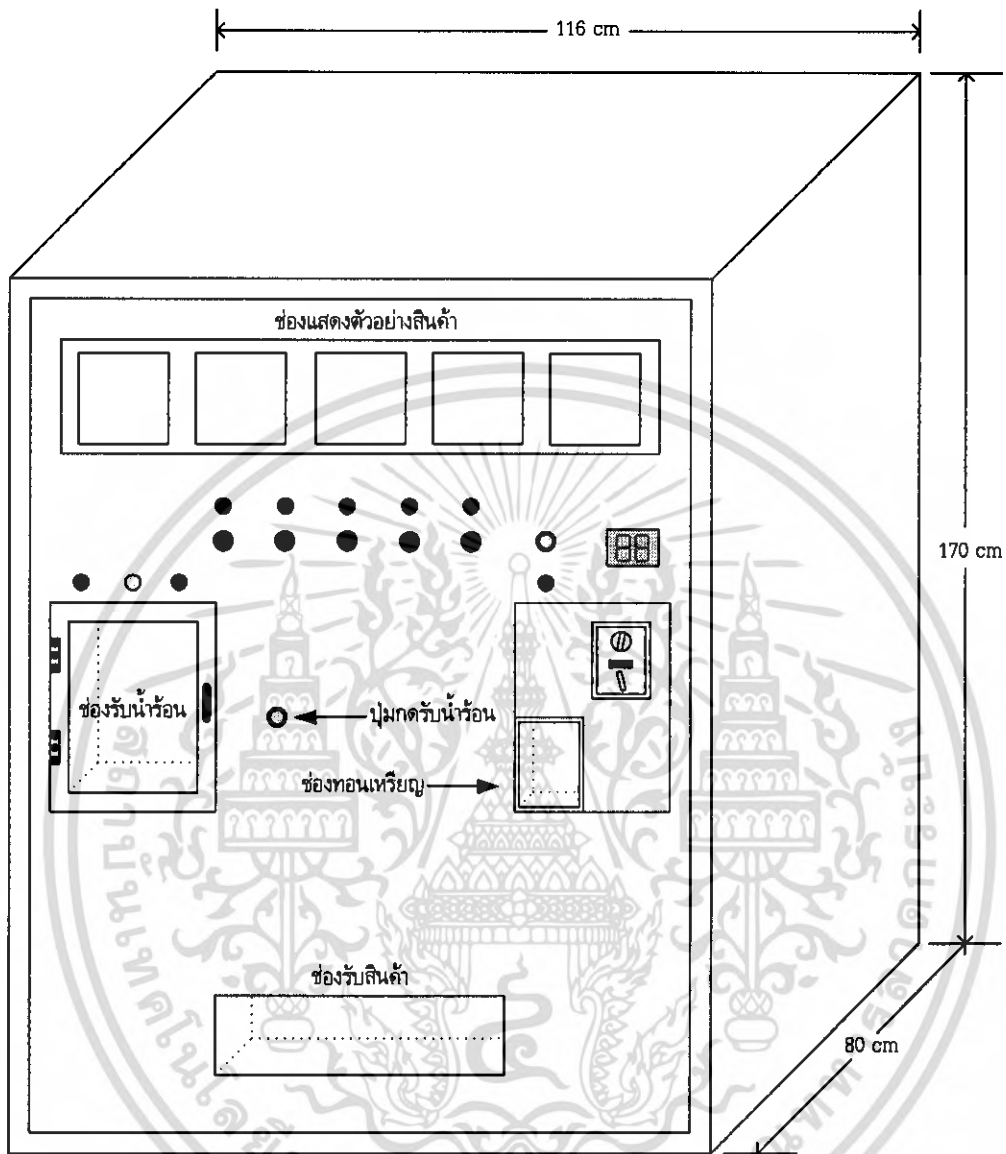 116 cm
ช่องแสดงตัวอย่างสินค้า
88
170 cm
ช่องรับน้ำร้อน
ปุ่มกดรับน้ำร้อน
ช่องทอนเหรียญ
ช่องรับสินค้า
80 cm